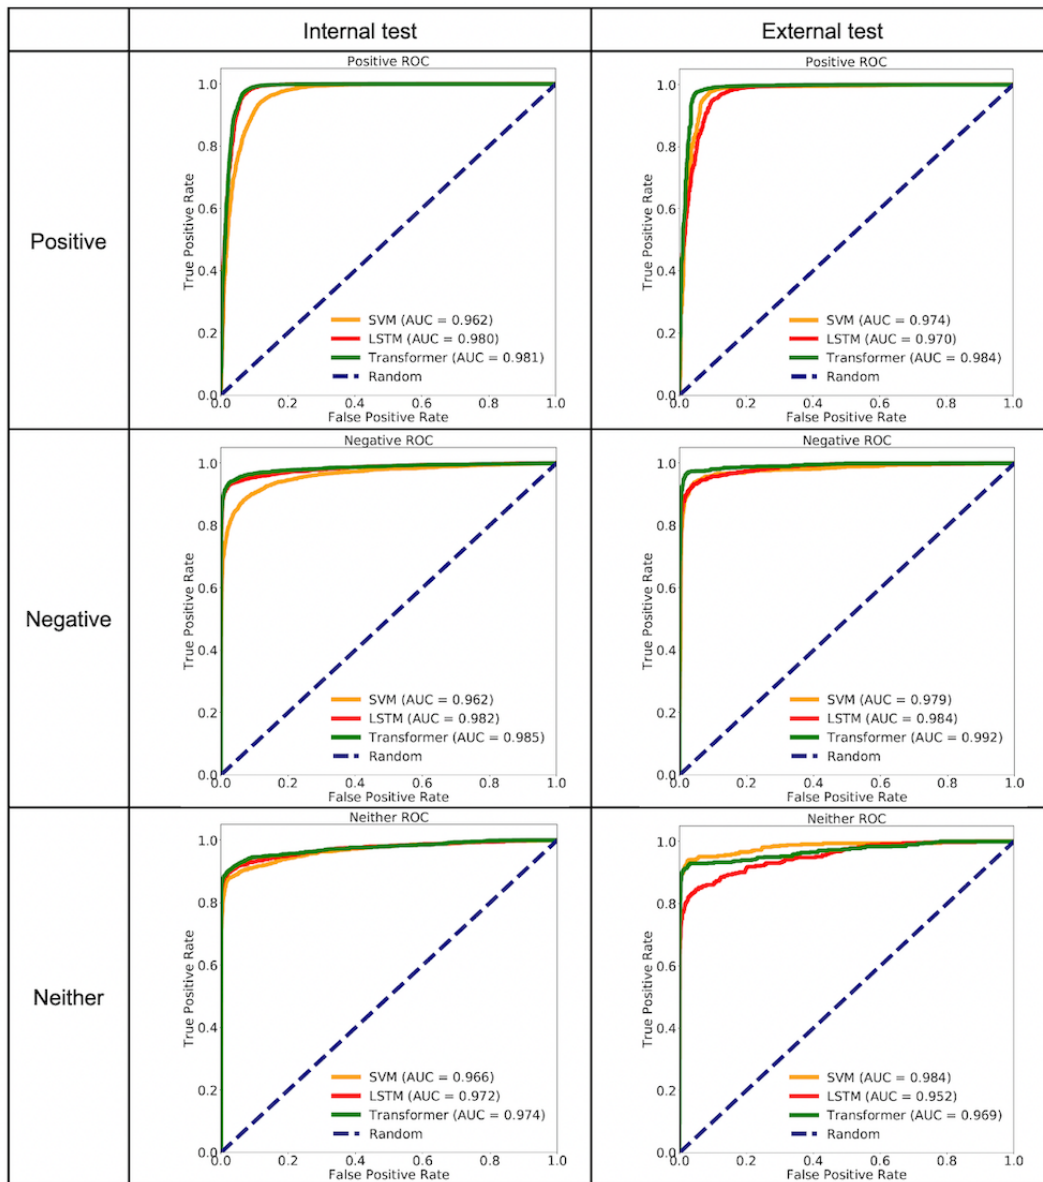 Internal test
External test
Positive
Positive ROC
True Positive Rate
1.0
0.8
0.6
0.4
0.2
0.0
SVM (AUC = 0.962)
LSTM (AUC = 0.980)
Transformer (AUC = 0.981)
Random
0.0 0.2 0.4 0.6 0.8 1.0
False Positive Rate
Positive ROC
True Positive Rate
1.0
0.8
0.6
0.4
0.2
0.0
SVM (AUC = 0.974)
LSTM (AUC = 0.970)
Transformer (AUC = 0.984)
Random
0.0 0.2 0.4 0.6 0.8 1.0
False Positive Rate
Negative
Negative ROC
True Positive Rate
1.0
0.8
0.6
0.4
0.2
0.0
SVM (AUC = 0.962)
LSTM (AUC = 0.982)
Transformer (AUC = 0.985)
Random
0.0 0.2 0.4 0.6 0.8 1.0
False Positive Rate
Negative ROC
True Positive Rate
1.0
0.8
0.6
0.4
0.2
0.0
SVM (AUC = 0.979)
LSTM (AUC = 0.984)
Transformer (AUC = 0.992)
Random
0.0 0.2 0.4 0.6 0.8 1.0
False Positive Rate
Neither
Neither ROC
True Positive Rate
1.0
0.8
0.6
0.4
0.2
0.0
SVM (AUC = 0.966)
LSTM (AUC = 0.972)
Transformer (AUC = 0.974)
Random
0.0 0.2 0.4 0.6 0.8 1.0
False Positive Rate
Neither ROC
True Positive Rate
1.0
0.8
0.6
0.4
0.2
0.0
SVM (AUC = 0.984)
LSTM (AUC = 0.952)
Transformer (AUC = 0.969)
Random
0.0 0.2 0.4 0.6 0.8 1.0
False Positive Rate